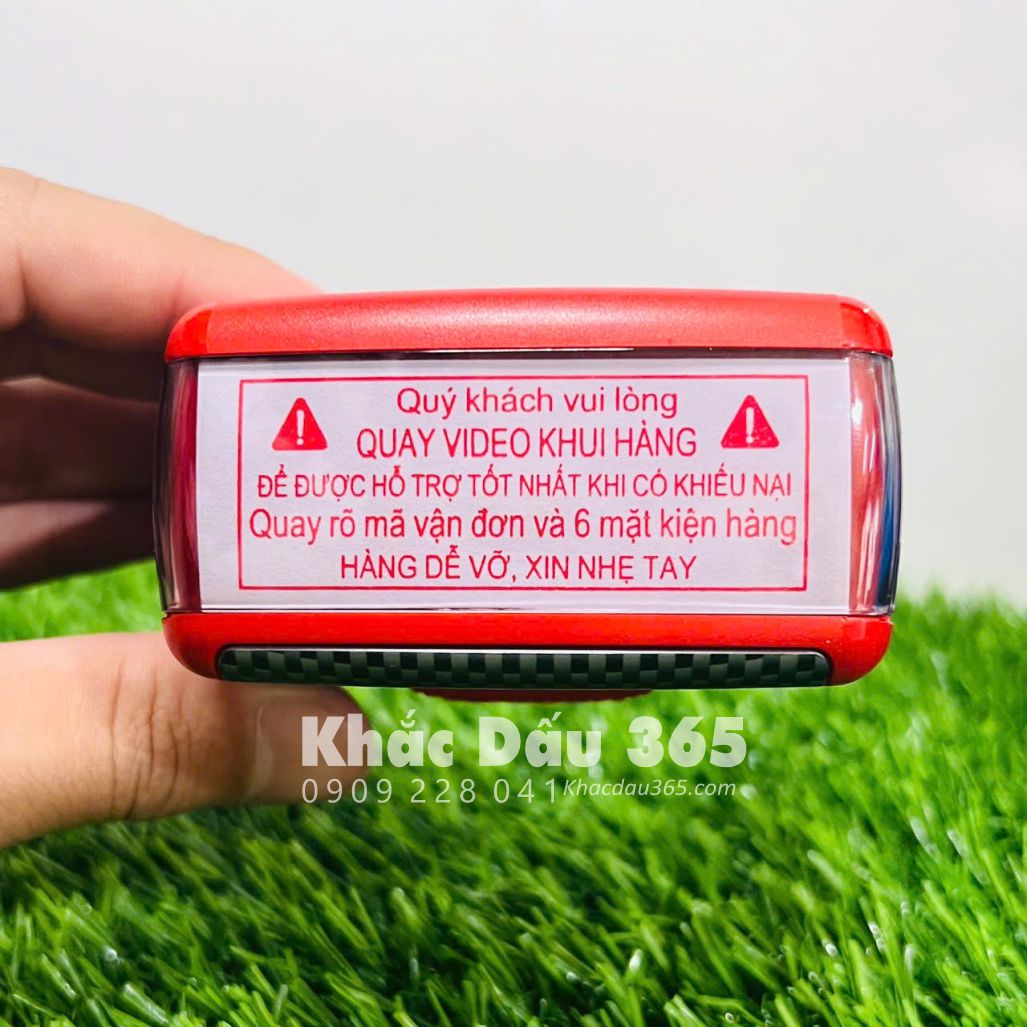 Quý khách vui lòng
QUAY VIDEO KHUI HÀNG
ĐỂ ĐƯỢC HỖ TRỢ TỐT NHẤT KHI CÓ KHIẾU NẠI
Quay rõ mã vận đơn và 6 mặt kiện hàng
HÀNG DỄ VỠ, XIN NHẸ TAY
Khắc Dấu 365
0909 228 041 Khacdau365.com